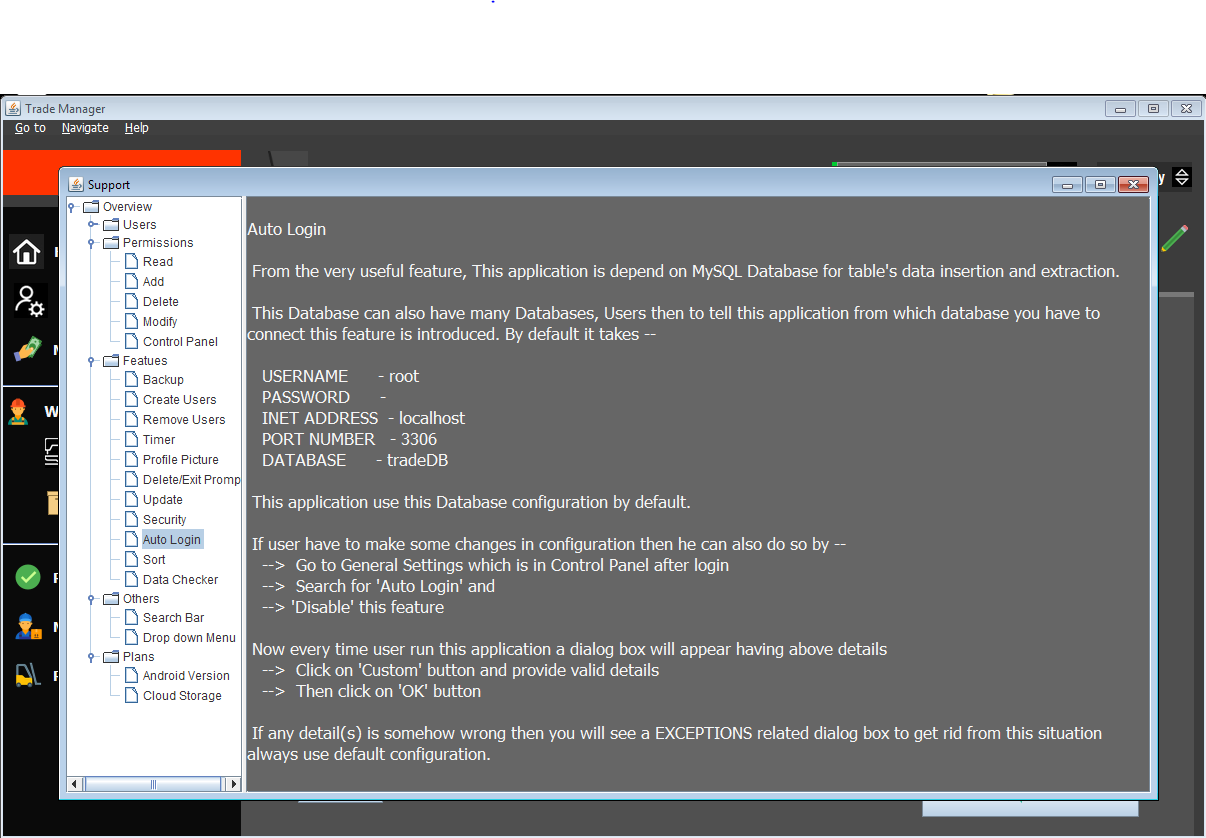 Trade Manager
Go to Navigate Help
Support
Overview
Users
Permissions
Read
Add
Delete
Modify
Control Panel
Featues
Backup
Create Users
Remove Users
Timer
Profile Picture
Delete/Exit Promp
Update
Security
Auto Login
Sort
Data Checker
Others
Search Bar
Drop down Menu
Plans
Android Version
Cloud Storage
Auto Login
From the very useful feature, This application is depend on MySQL Database for table's data insertion and extraction.
This Database can also have many Databases, Users then to tell this application from which database you have to
connect this feature is introduced. By default it takes --
USERNAME - root
PASSWORD -
INET ADDRESS - localhost
PORT NUMBER - 3306
DATABASE - tradeDB
This application use this Database configuration by default.
If user have to make some changes in configuration then he can also do so by --
--> Go to General Settings which is in Control Panel after login
--> Search for 'Auto Login' and
--> 'Disable' this feature
Now every time user run this application a dialog box will appear having above details
--> Click on 'Custom' button and provide valid details
--> Then click on 'OK' button
If any detail(s) is somehow wrong then you will see a EXCEPTIONS related dialog box to get rid from this situation
always use default configuration.
y
W